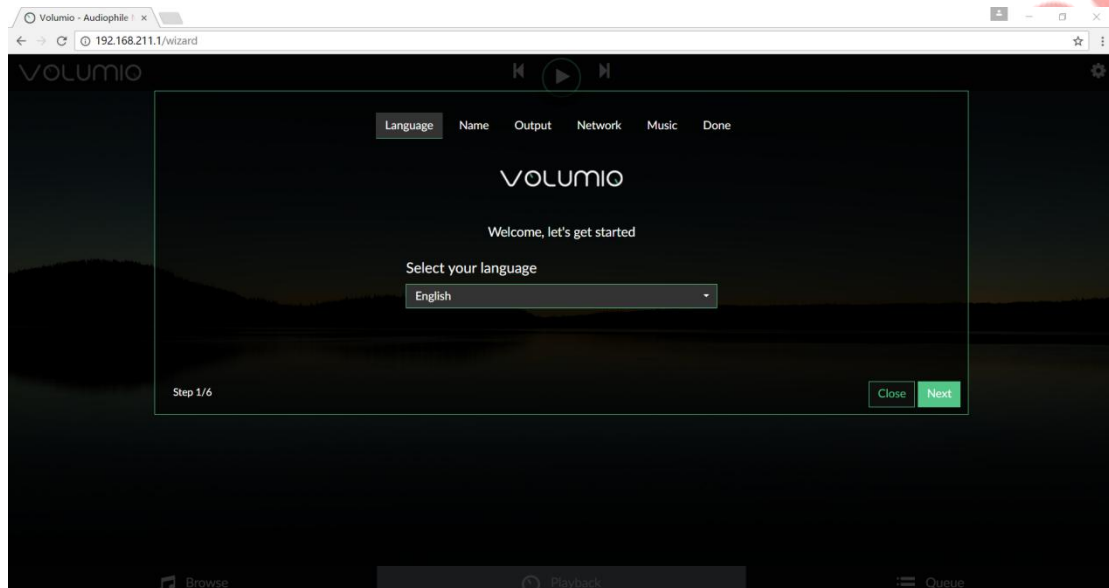 Volumio - Audiophile
192.168.211.1/wizard
VOLUMIO
Language Name Output Network Music Done
VOLUMIO
Welcome, let's get started
Select your language
English
Step 1/6
Close Next
Browse Playback Queue